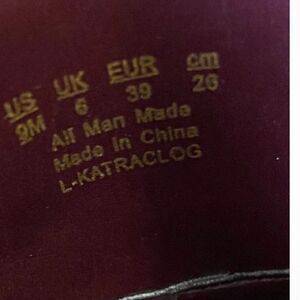 US UK EUR cm
9M 6 39 26
All Man Made
Made In China
L-KATRACLOG